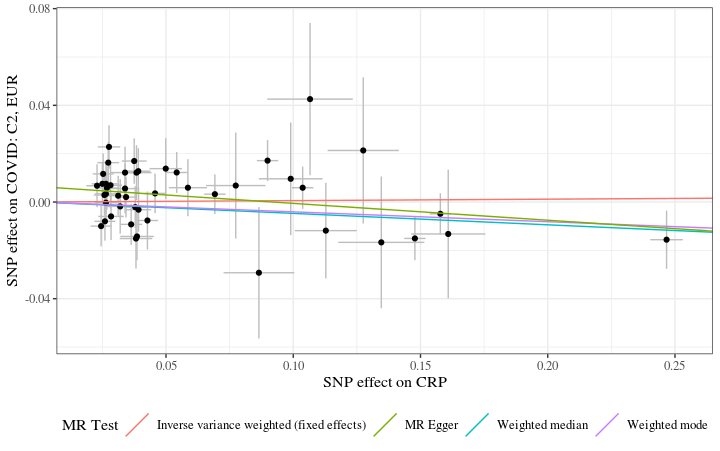 0.08
0.04
0.00
-0.04
SNP effect on COVID: C2, EUR
0.05 0.10 0.15 0.20 0.25
SNP effect on CRP
MR Test Inverse variance weighted (fixed effects) MR Egger Weighted median Weighted mode